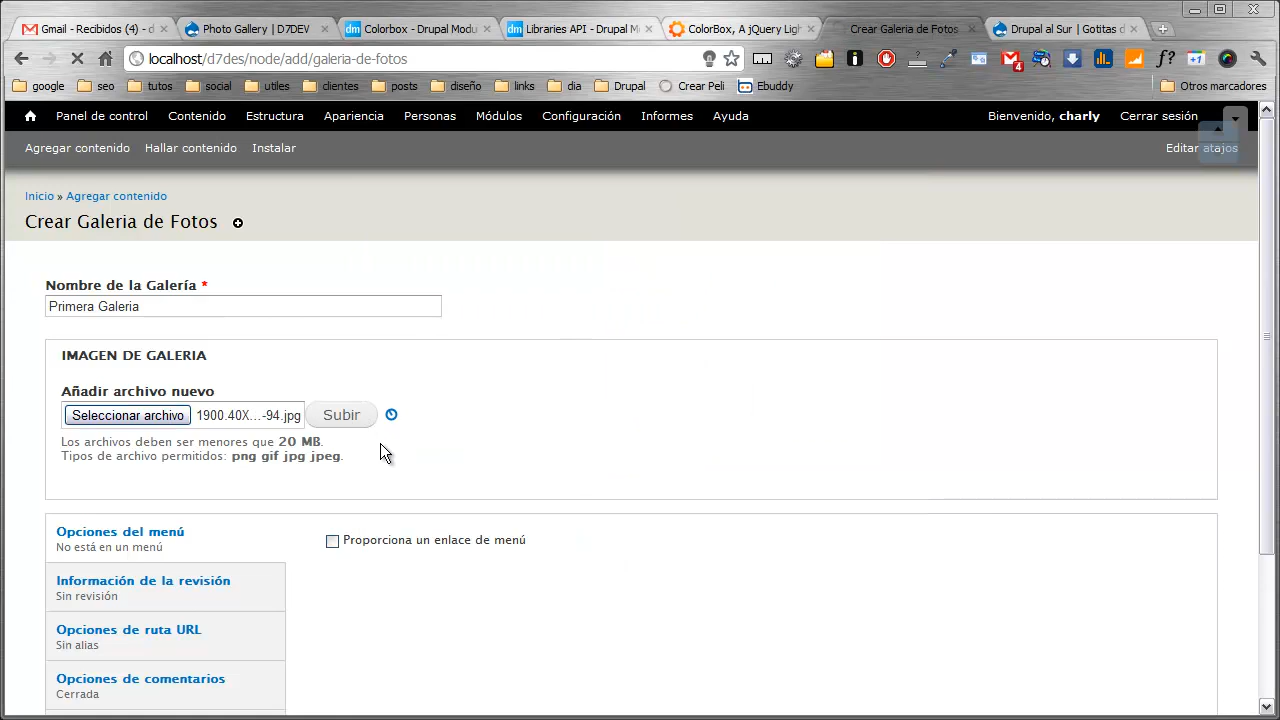 Gmail - Recibidos (4) - d
Photo Gallery | D7DEV
Colorbox - Drupal Modu
Libraries API - Drupal M
ColorBox, A jQuery Ligh
Crear Galeria de Fotos
Drupal al Sur | Gotitas d
localhost/d7des/node/add/galeria-de-fotos
google
seo
tutos
social
utiles
clientes
posts
diseño
links
dia
Drupal
Crear Peli
Ebuddy
Otros marcadores
Panel de control Contenido Estructura Apariencia Personas Módulos Configuración Informes Ayuda
Bienvenido, charly Cerrar sesión
Agregar contenido Hallar contenido Instalar
Editar atajos
Inicio » Agregar contenido
Crear Galeria de Fotos
Nombre de la Galería *
Primera Galeria
IMAGEN DE GALERIA
Añadir archivo nuevo
Seleccionar archivo 1900.40X...-94.jpg Subir
Los archivos deben ser menores que 20 MB.
Tipos de archivo permitidos: png gif jpg jpeg.
Opciones del menú
No está en un menú
Proporciona un enlace de menú
Información de la revisión
Sin revisión
Opciones de ruta URL
Sin alias
Opciones de comentarios
Cerrada